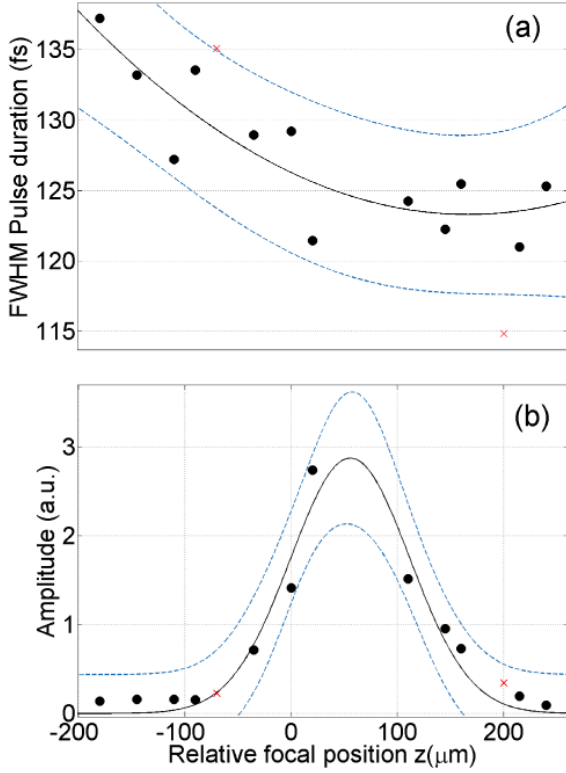 (a)
FWHM Pulse duration (fs)
135
130
125
120
115
(b)
Amplitude (a.u.)
3
2
1
0
-200 -100 0 100 200
Relative focal position z(μm)